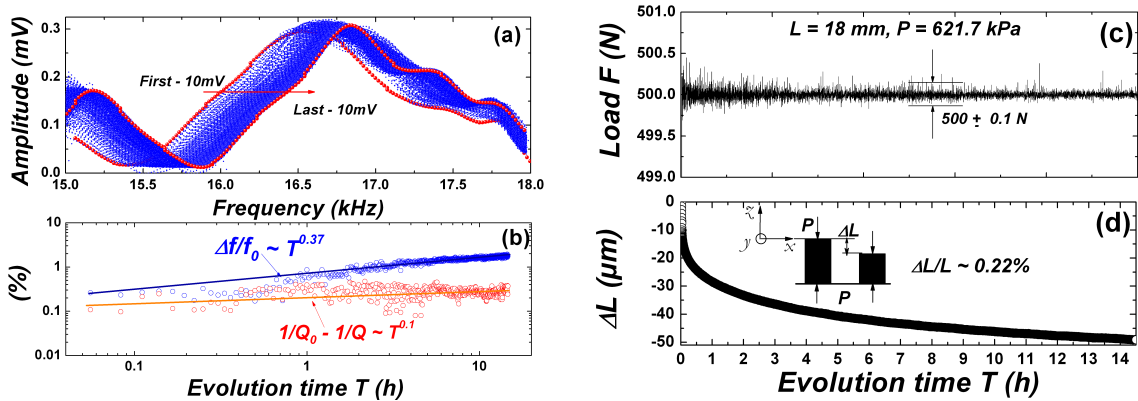 (a)
0.3
0.2
0.1
0.0
Amplitude (mV)
First - 10mV
Last - 10mV
15.0 15.5 16.0 16.5 17.0 17.5 18.0
Frequency (kHz)
(b)
10
1
0.1
0.01
(%)
Δf/f₀ ~ T^0.37
1/Q₀ - 1/Q ~ T^0.1
0.1 1 10
Evolution time T (h)
(c)
501.0
500.5
500.0
499.5
499.0
Load F (N)
L = 18 mm, P = 621.7 kPa
500 ± 0.1 N
(d)
0
-10
-20
-30
-40
-50
ΔL (µm)
z
y
x
P
ΔL
P
ΔL/L ~ 0.22%
0 1 2 3 4 5 6 7 8 9 10 11 12 13 14
Evolution time T (h)